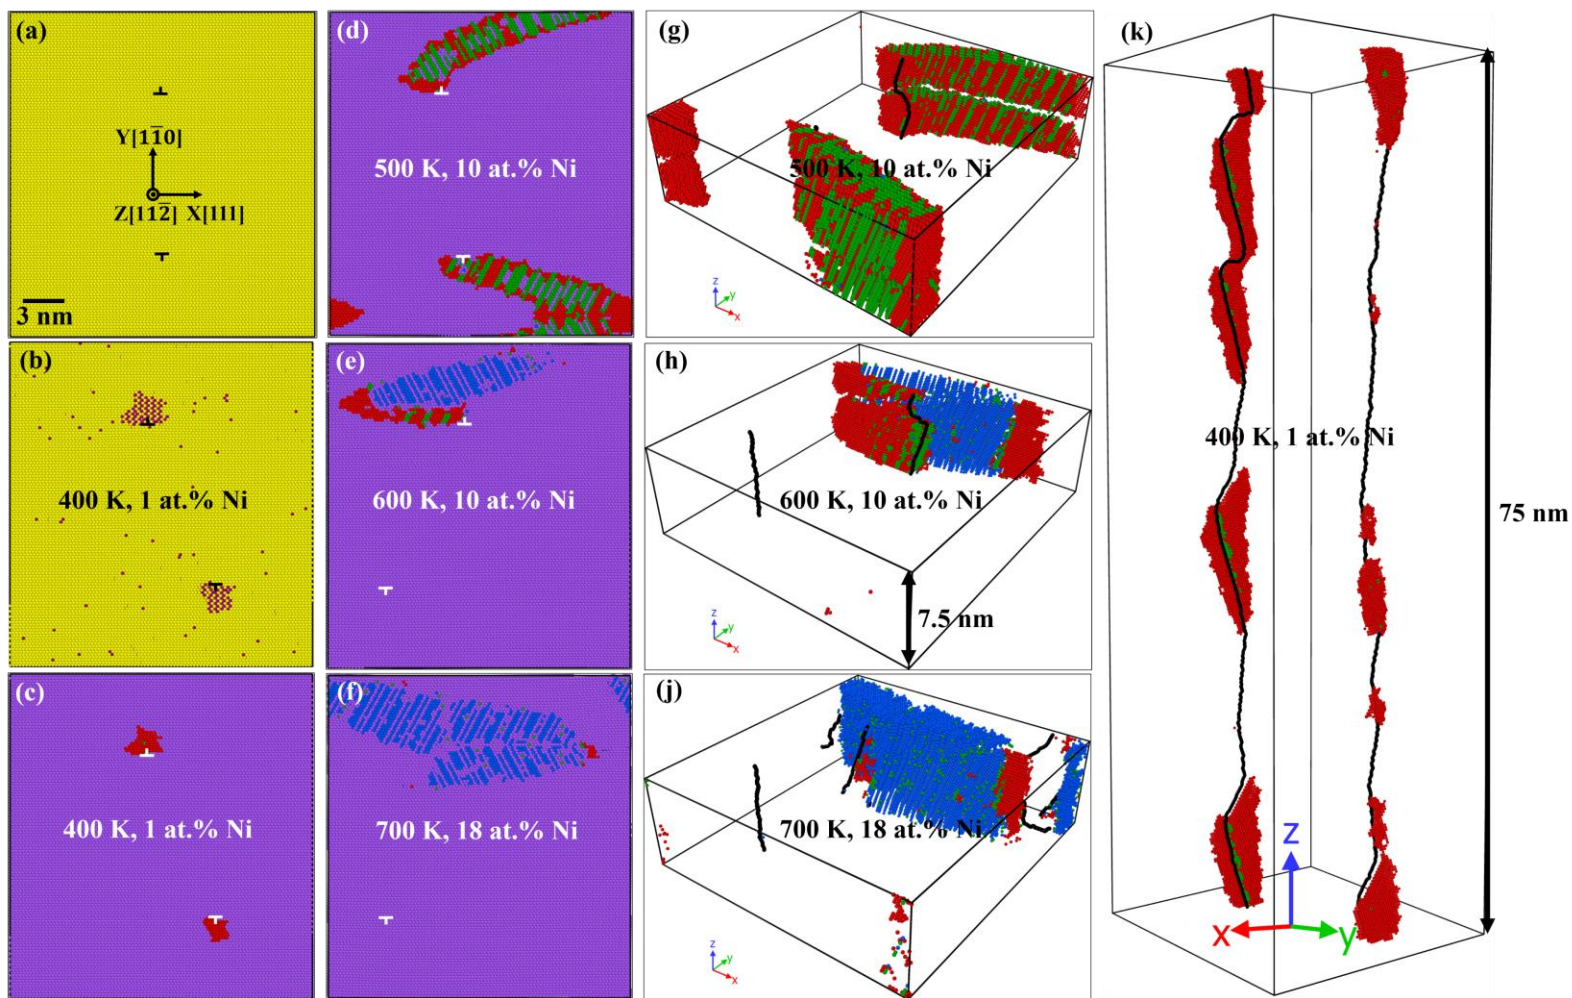 (a)
Y[11̅0]
Z[112̅] X[111]
3 nm
(b)
400 K, 1 at.% Ni
(c)
400 K, 1 at.% Ni
(d)
500 K, 10 at.% Ni
(e)
600 K, 10 at.% Ni
(f)
700 K, 18 at.% Ni
(g)
500 K, 10 at.% Ni
z
y
x
(h)
600 K, 10 at.% Ni
7.5 nm
z
y
x
(j)
700 K, 18 at.% Ni
z
y
x
(k)
400 K, 1 at.% Ni
75 nm
z
x y